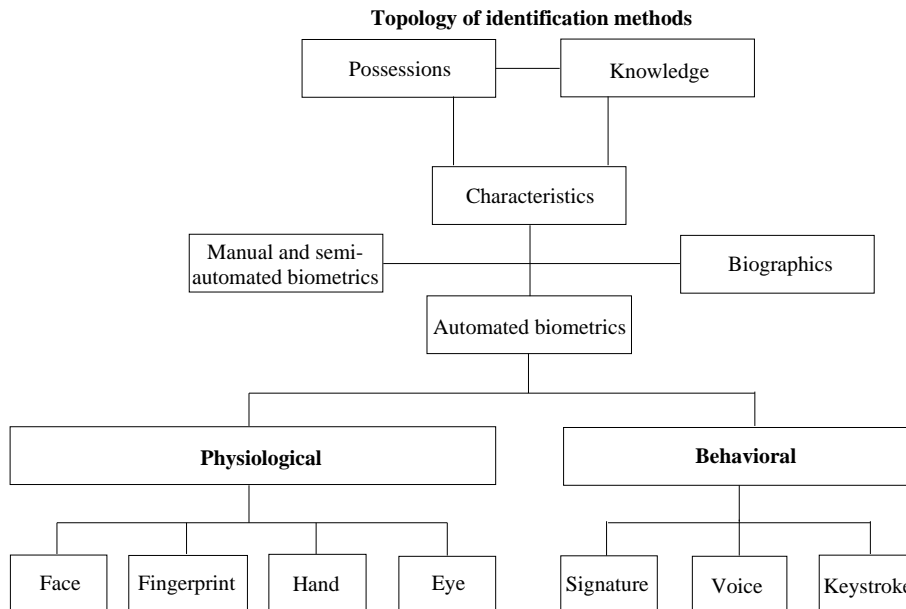 Topology of identification methods
Possessions
Knowledge
Characteristics
Manual and semi-
automated biometrics
Biographics
Automated biometrics
Physiological
Behavioral
Face
Fingerprint
Hand
Eye
Signature
Voice
Keystroke